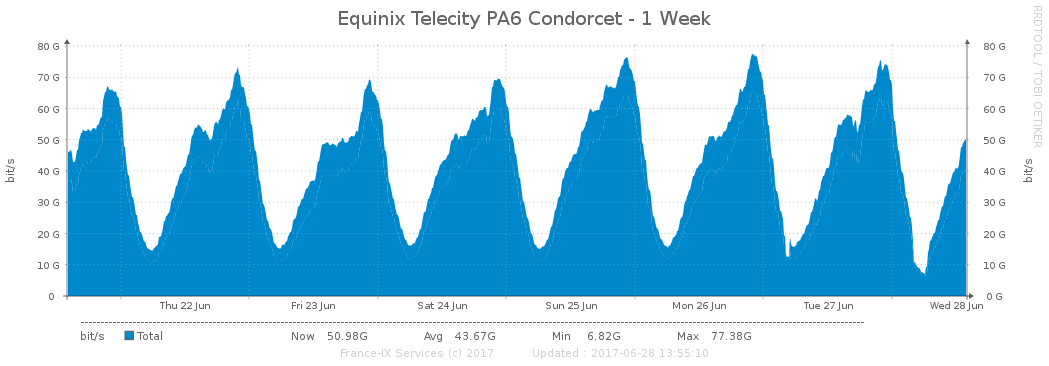 Equinix Telecity PA6 Condorcet - 1 Week
RRDTOOL / TOBI OETIKER
bit/s
80 G 80 G
70 G 70 G
60 G 60 G
50 G 50 G
40 G 40 G
30 G 30 G
20 G 20 G
10 G 10 G
0 0 G
bit/s
Thu 22 Jun Fri 23 Jun Sat 24 Jun Sun 25 Jun Mon 26 Jun Tue 27 Jun Wed 28 Jun
bit/s Total Now 50.98G Avg 43.67G Min 6.82G Max 77.38G
France-IX Services (c) 2017 Updated : 2017-06-28 13:55:10